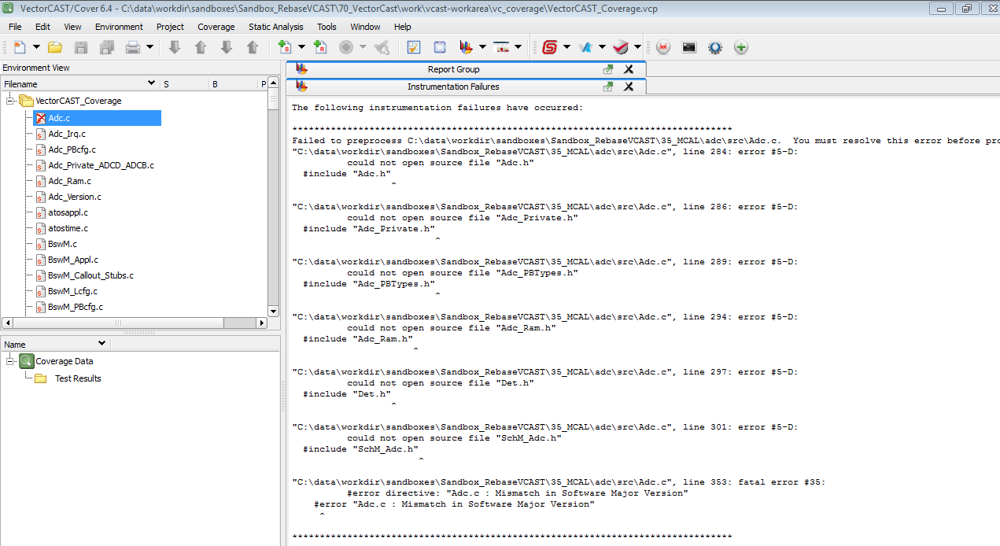 VectorCAST/Cover 6.4 - C:\data\workdir\sandboxes\Sandbox_RebaseVCAST\70_VectorCast\work\vcast-workarea\vc_coverage\VectorCAST_Coverage.vcp
File Edit View Environment Project Coverage Static Analysis Tools Window Help
Environment View
Filename S B P
VectorCAST_Coverage
Adc.c
Adc_Irq.c
Adc_PBcfg.c
Adc_Private_ADCD_ADCB.c
Adc_Ram.c
Adc_Version.c
atosappl.c
atostime.c
BswM.c
BswM_Appl.c
BswM_Callout_Stubs.c
BswM_Lcfg.c
BswM_PBcfg.c
Name
Coverage Data
Test Results
Report Group
Instrumentation Failures
The following instrumentation failures have occurred:
********************************************************************************
Failed to preprocess C:\data\workdir\sandboxes\Sandbox_RebaseVCAST\35_MCAL\adc\src\Adc.c.  You must resolve this error before pro
"C:\data\workdir\sandboxes\Sandbox_RebaseVCAST\35_MCAL\adc\src\Adc.c", line 284: error #5-D:
could not open source file "Adc.h"
#include "Adc.h"
^
"C:\data\workdir\sandboxes\Sandbox_RebaseVCAST\35_MCAL\adc\src\Adc.c", line 286: error #5-D:
could not open source file "Adc_Private.h"
#include "Adc_Private.h"
^
"C:\data\workdir\sandboxes\Sandbox_RebaseVCAST\35_MCAL\adc\src\Adc.c", line 289: error #5-D:
could not open source file "Adc_PBTypes.h"
#include "Adc_PBTypes.h"
^
"C:\data\workdir\sandboxes\Sandbox_RebaseVCAST\35_MCAL\adc\src\Adc.c", line 294: error #5-D:
could not open source file "Adc_Ram.h"
#include "Adc_Ram.h"
^
"C:\data\workdir\sandboxes\Sandbox_RebaseVCAST\35_MCAL\adc\src\Adc.c", line 297: error #5-D:
could not open source file "Det.h"
#include "Det.h"
^
"C:\data\workdir\sandboxes\Sandbox_RebaseVCAST\35_MCAL\adc\src\Adc.c", line 301: error #5-D:
could not open source file "SchM_Adc.h"
#include "SchM_Adc.h"
^
"C:\data\workdir\sandboxes\Sandbox_RebaseVCAST\35_MCAL\adc\src\Adc.c", line 353: fatal error #35:
#error directive: "Adc.c : Mismatch in Software Major Version"
#error "Adc.c : Mismatch in Software Major Version"
^
********************************************************************************